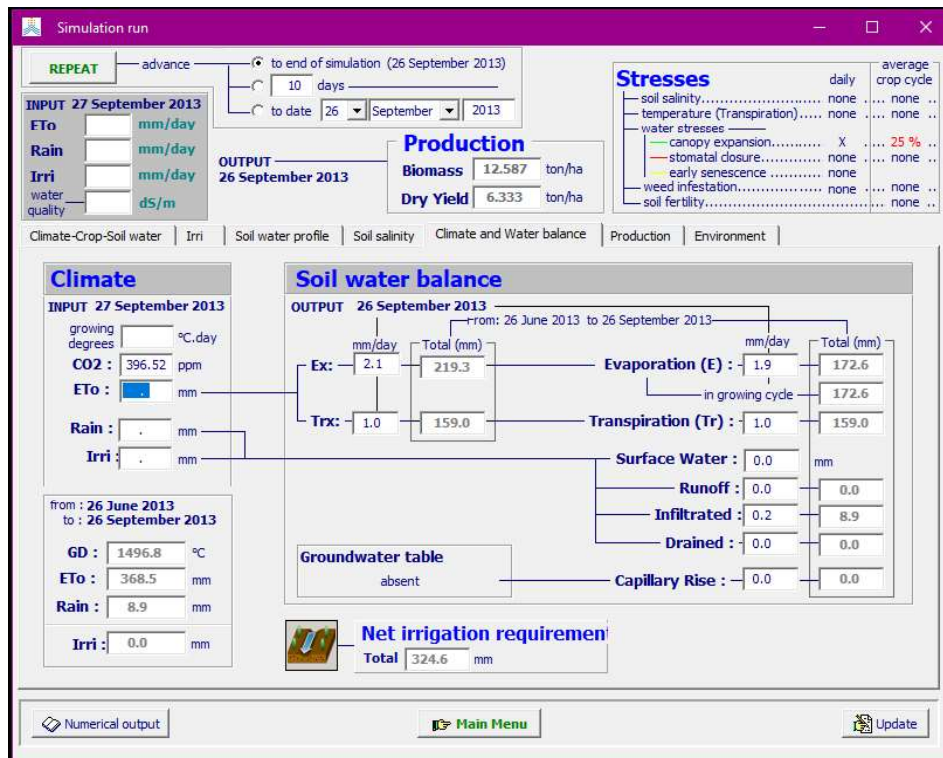 Simulation run
REPEAT
advance
to end of simulation (26 September 2013)
10 days
to date 26 September 2013
INPUT 27 September 2013
ETo mm/day
Rain mm/day
Irri mm/day
water
quality dS/m
OUTPUT
26 September 2013
Production
Biomass 12.587 ton/ha
Dry Yield 6.333 ton/ha
average
Stresses daily crop cycle
soil salinity........................ none .... none ..
temperature (Transpiration)..... none .... none ..
water stresses
canopy expansion............... X .... 25 % ..
stomatal closure................ none .... none ..
early senescence .............. none
weed infestation.................... none .... none ..
soil fertility.................................... none ..
Climate-Crop-Soil water | Irri | Soil water profile | Soil salinity | Climate and Water balance | Production | Environment |
Climate
INPUT 27 September 2013
growing
degrees ºC.day
CO2 : 396.52 ppm
ETo : . mm
Rain : . mm
Irri : . mm
from : 26 June 2013
to : 26 September 2013
GD : 1496.8 ºC
ETo : 368.5 mm
Rain : 8.9 mm
Irri : 0.0 mm
Soil water balance
OUTPUT 26 September 2013
From: 26 June 2013 to 26 September 2013
mm/day Total (mm) mm/day Total (mm)
Ex: 2.1 219.3 Evaporation (E) : 1.9 172.6
in growing cycle 172.6
Trx: 1.0 159.0 Transpiration (Tr) : 1.0 159.0
Surface Water : 0.0 mm
Runoff : 0.0 0.0
Infiltrated : 0.2 8.9
Drained : 0.0 0.0
Groundwater table
absent
Capillary Rise : 0.0 0.0
Net irrigation requiremen
Total 324.6 mm
Numerical output
Main Menu
Update